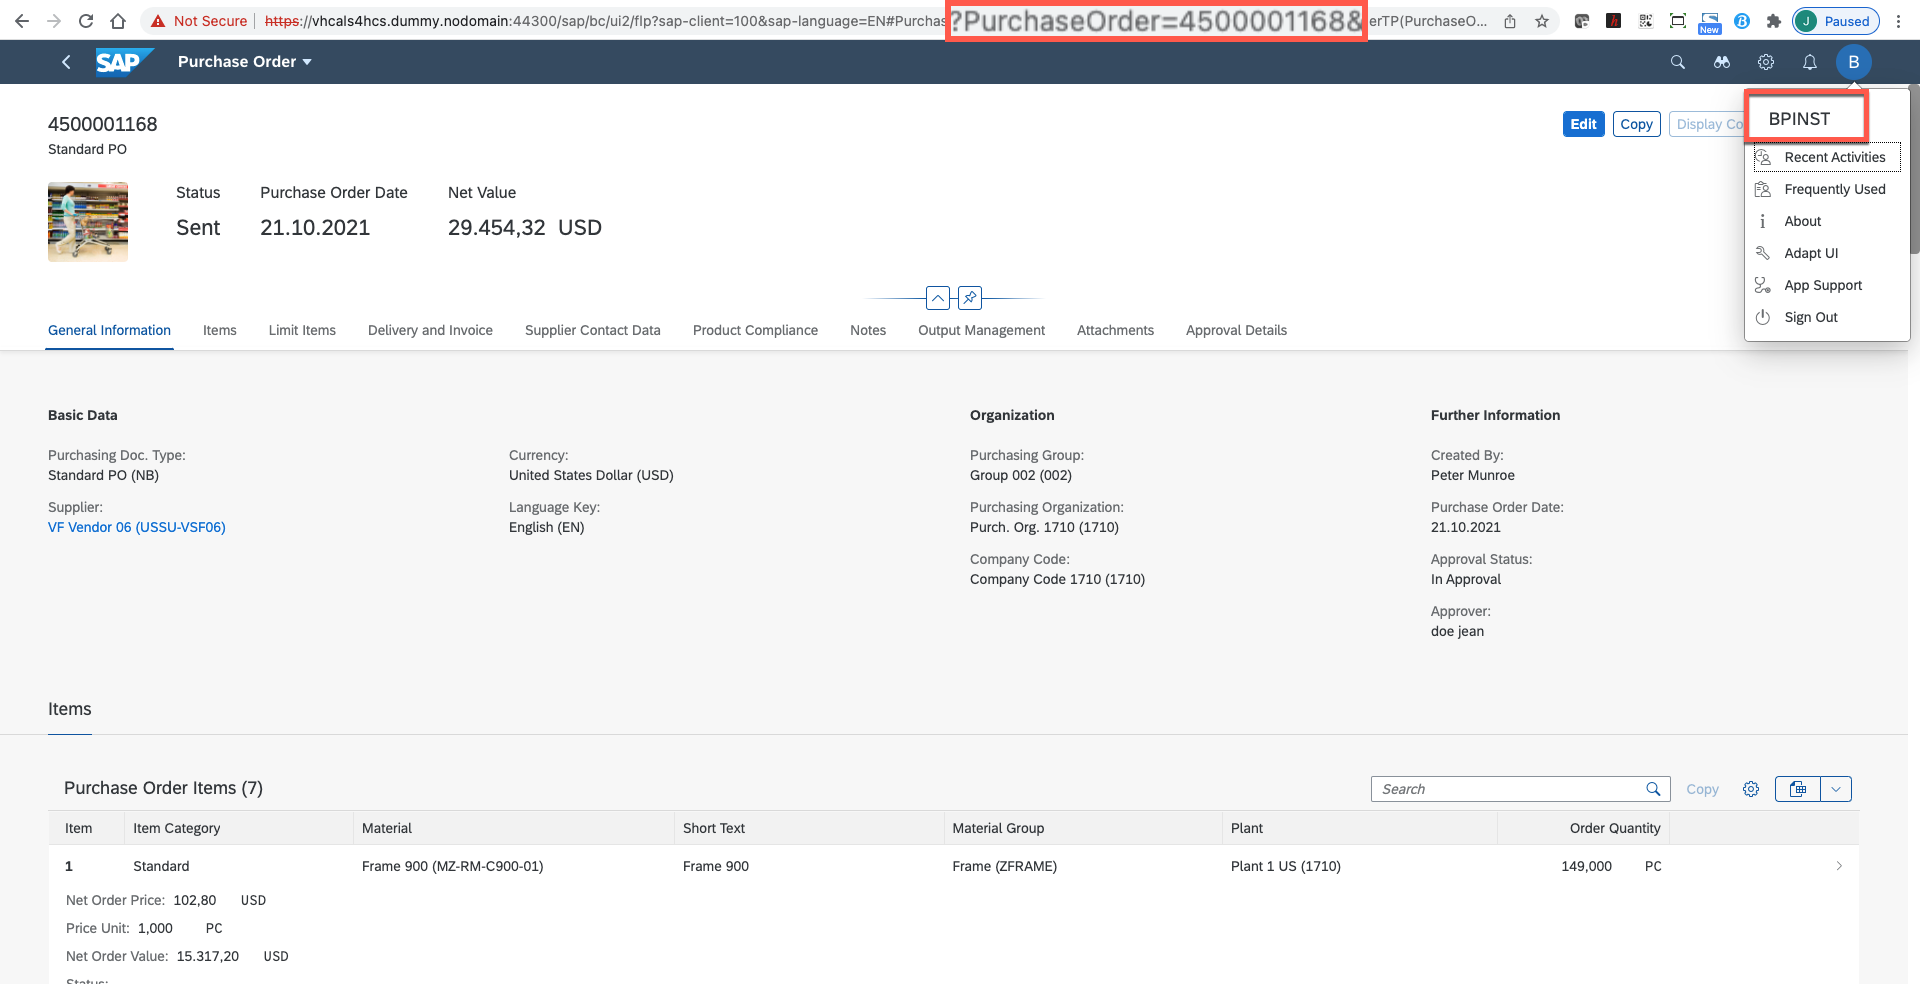 Not Secure https://vhcals4hcs.dummy.nodomain:44300/sap/bc/ui2/flp?sap-client=100&sap-language=EN#Purchas ?PurchaseOrder=4500001168& erTP(PurchaseO... New J Paused
SAP Purchase Order B
BPINST
Recent Activities
Frequently Used
About
Adapt UI
App Support
Sign Out
4500001168
Standard PO
Edit Copy Display Co
Status Purchase Order Date Net Value
Sent 21.10.2021 29.454,32 USD
General Information Items Limit Items Delivery and Invoice Supplier Contact Data Product Compliance Notes Output Management Attachments Approval Details
Basic Data
Purchasing Doc. Type:
Standard PO (NB)
Supplier:
VF Vendor 06 (USSU-VSF06)
Currency:
United States Dollar (USD)
Language Key:
English (EN)
Organization
Purchasing Group:
Group 002 (002)
Purchasing Organization:
Purch. Org. 1710 (1710)
Company Code:
Company Code 1710 (1710)
Further Information
Created By:
Peter Munroe
Purchase Order Date:
21.10.2021
Approval Status:
In Approval
Approver:
doe jean
Items
Purchase Order Items (7) Search Copy
Item Item Category Material Short Text Material Group Plant Order Quantity
1 Standard Frame 900 (MZ-RM-C900-01) Frame 900 Frame (ZFRAME) Plant 1 US (1710) 149,000 PC
Net Order Price: 102,80 USD
Price Unit: 1,000 PC
Net Order Value: 15.317,20 USD
Status: